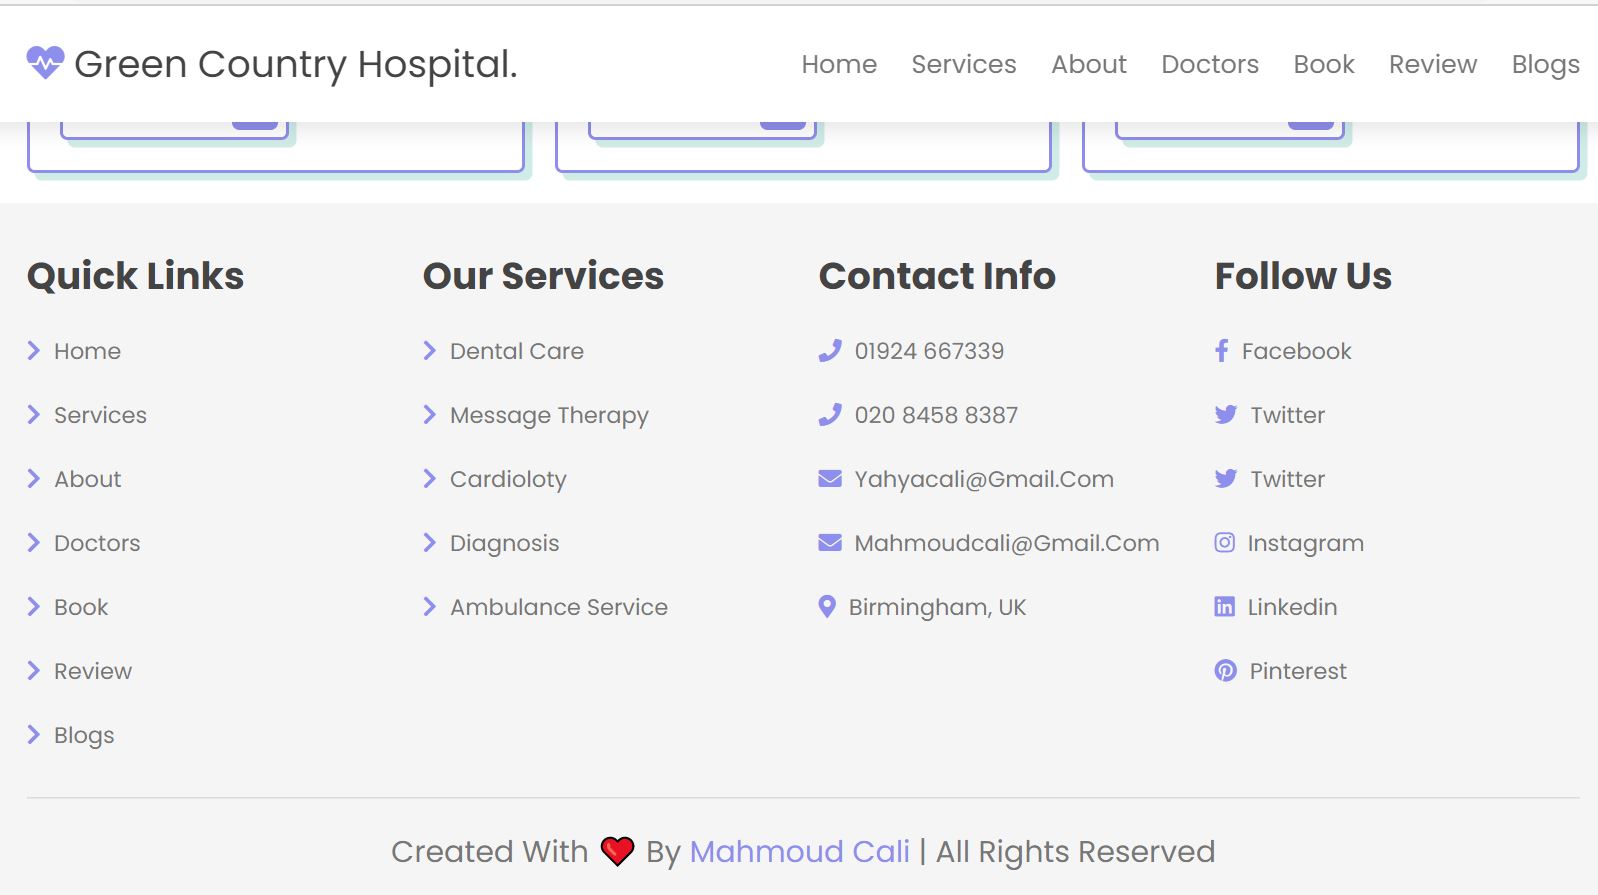 Green Country Hospital.
Home Services About Doctors Book Review Blogs
Quick Links
Home
Services
About
Doctors
Book
Review
Blogs
Our Services
Dental Care
Message Therapy
Cardioloty
Diagnosis
Ambulance Service
Contact Info
01924 667339
020 8458 8387
Yahyacali@Gmail.Com
Mahmoudcali@Gmail.Com
Birmingham, UK
Follow Us
Facebook
Twitter
Twitter
Instagram
Linkedin
Pinterest
Created With ❤ By Mahmoud Cali | All Rights Reserved